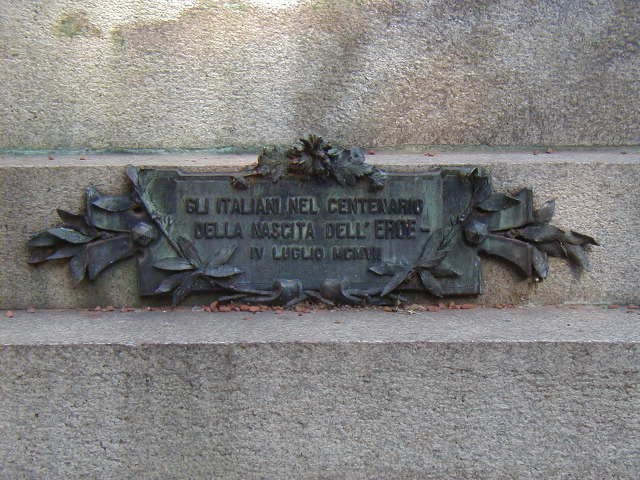 GLI ITALIANI NEL CENTENARIO
DELLA NASCITA DELL' EROE-
IV LUGLIO MCMVII